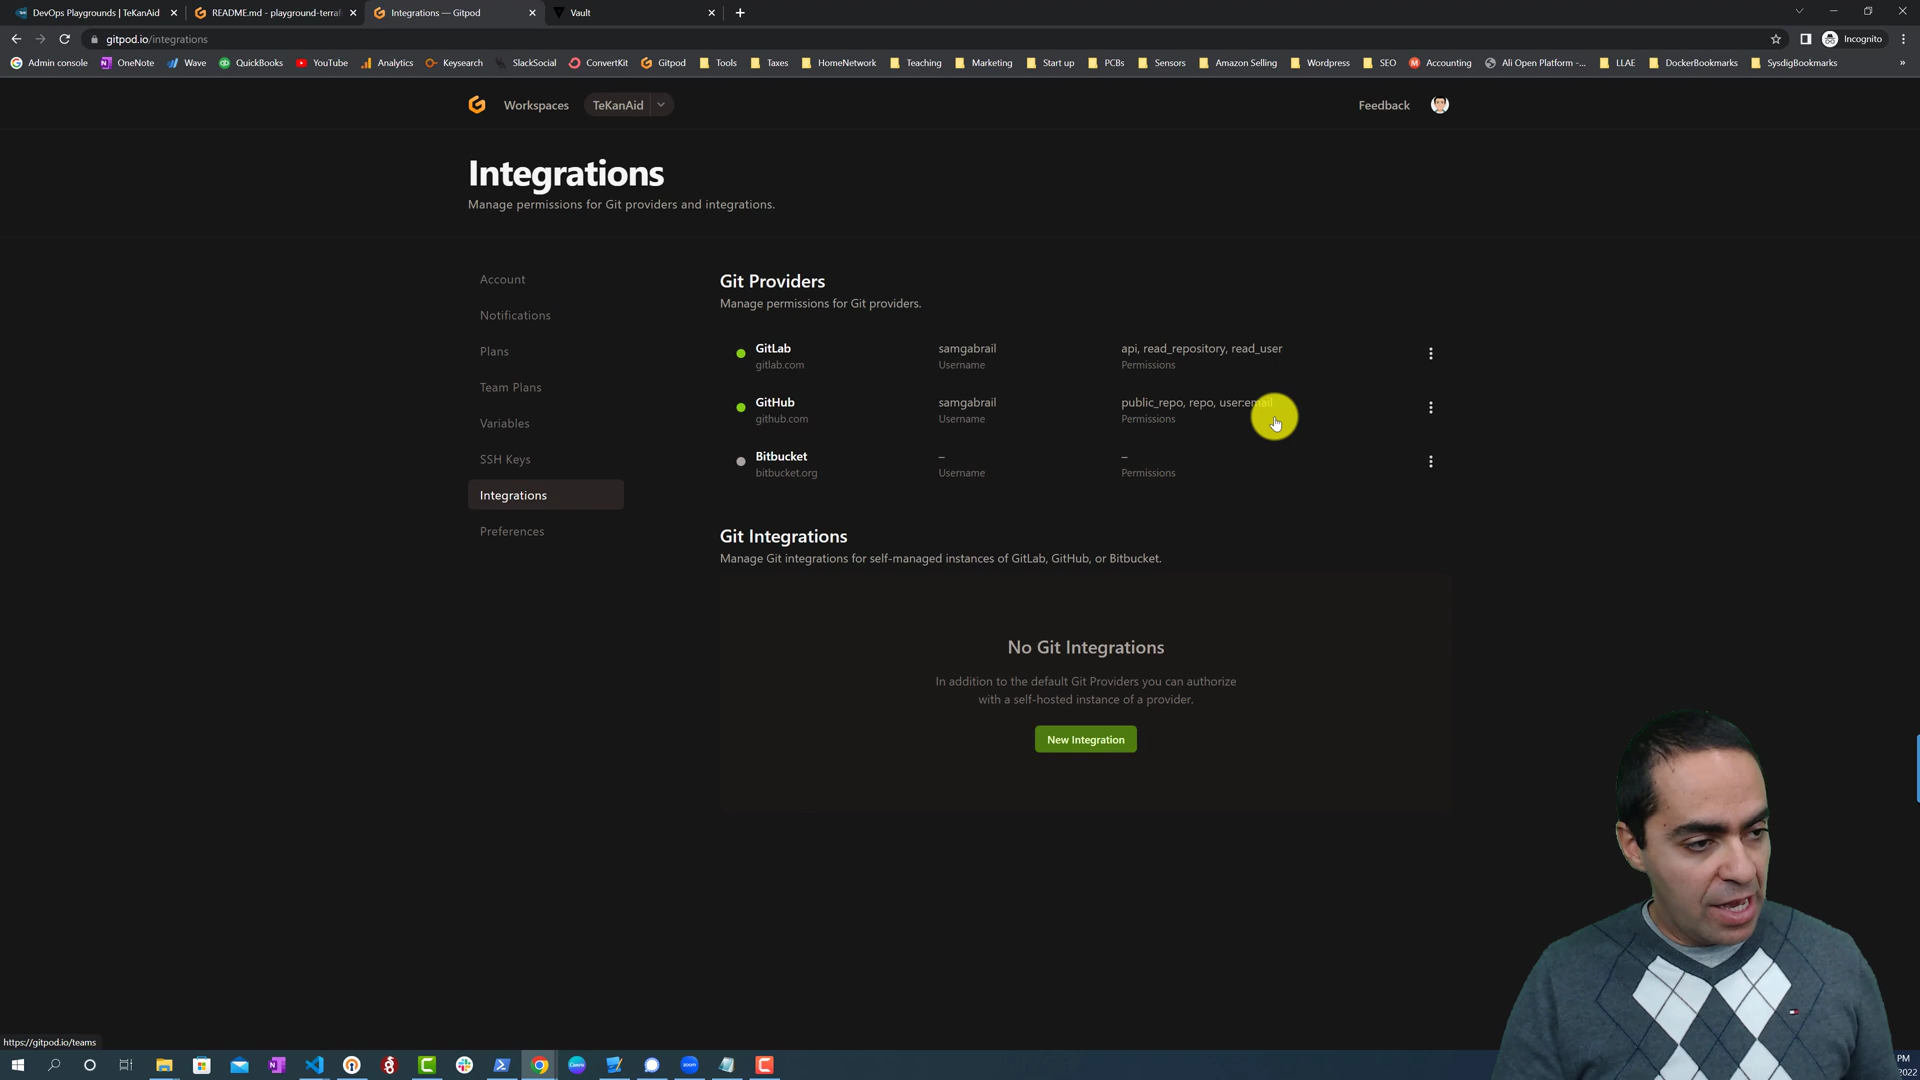 DevOps Playgrounds | TeKanAid
README.md - playground-terraf
Integrations — Gitpod
Vault
gitpod.io/integrations
Incognito
Admin console
OneNote
Wave
QuickBooks
YouTube
Analytics
Keysearch
SlackSocial
ConvertKit
Gitpod
Tools
Taxes
HomeNetwork
Teaching
Marketing
Start up
PCBs
Sensors
Amazon Selling
Wordpress
SEO
Accounting
Ali Open Platform -...
LLAE
DockerBookmarks
SysdigBookmarks
Workspaces
TeKanAid
Feedback
Integrations
Manage permissions for Git providers and integrations.
Account
Notifications
Plans
Team Plans
Variables
SSH Keys
Integrations
Preferences
Git Providers
Manage permissions for Git providers.
GitLab samgabrail api, read_repository, read_user
gitlab.com Username Permissions
GitHub samgabrail public_repo, repo, user:email
github.com Username Permissions
Bitbucket – –
bitbucket.org Username Permissions
Git Integrations
Manage Git integrations for self-managed instances of GitLab, GitHub, or Bitbucket.
No Git Integrations
In addition to the default Git Providers you can authorize
with a self-hosted instance of a provider.
New Integration
https://gitpod.io/teams
zoom
PM
2022